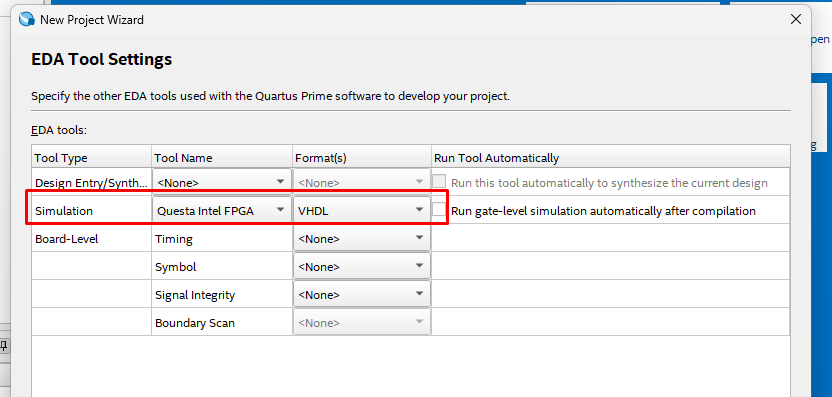 New Project Wizard
EDA Tool Settings
pen
Specify the other EDA tools used with the Quartus Prime software to develop your project.
EDA tools:
g
Tool Type Tool Name Format(s) Run Tool Automatically
Design Entry/Synth... <None> <None> Run this tool automatically to synthesize the current design
Simulation Questa Intel FPGA VHDL Run gate-level simulation automatically after compilation
Board-Level Timing <None>
Symbol <None>
Signal Integrity <None>
Boundary Scan <None>